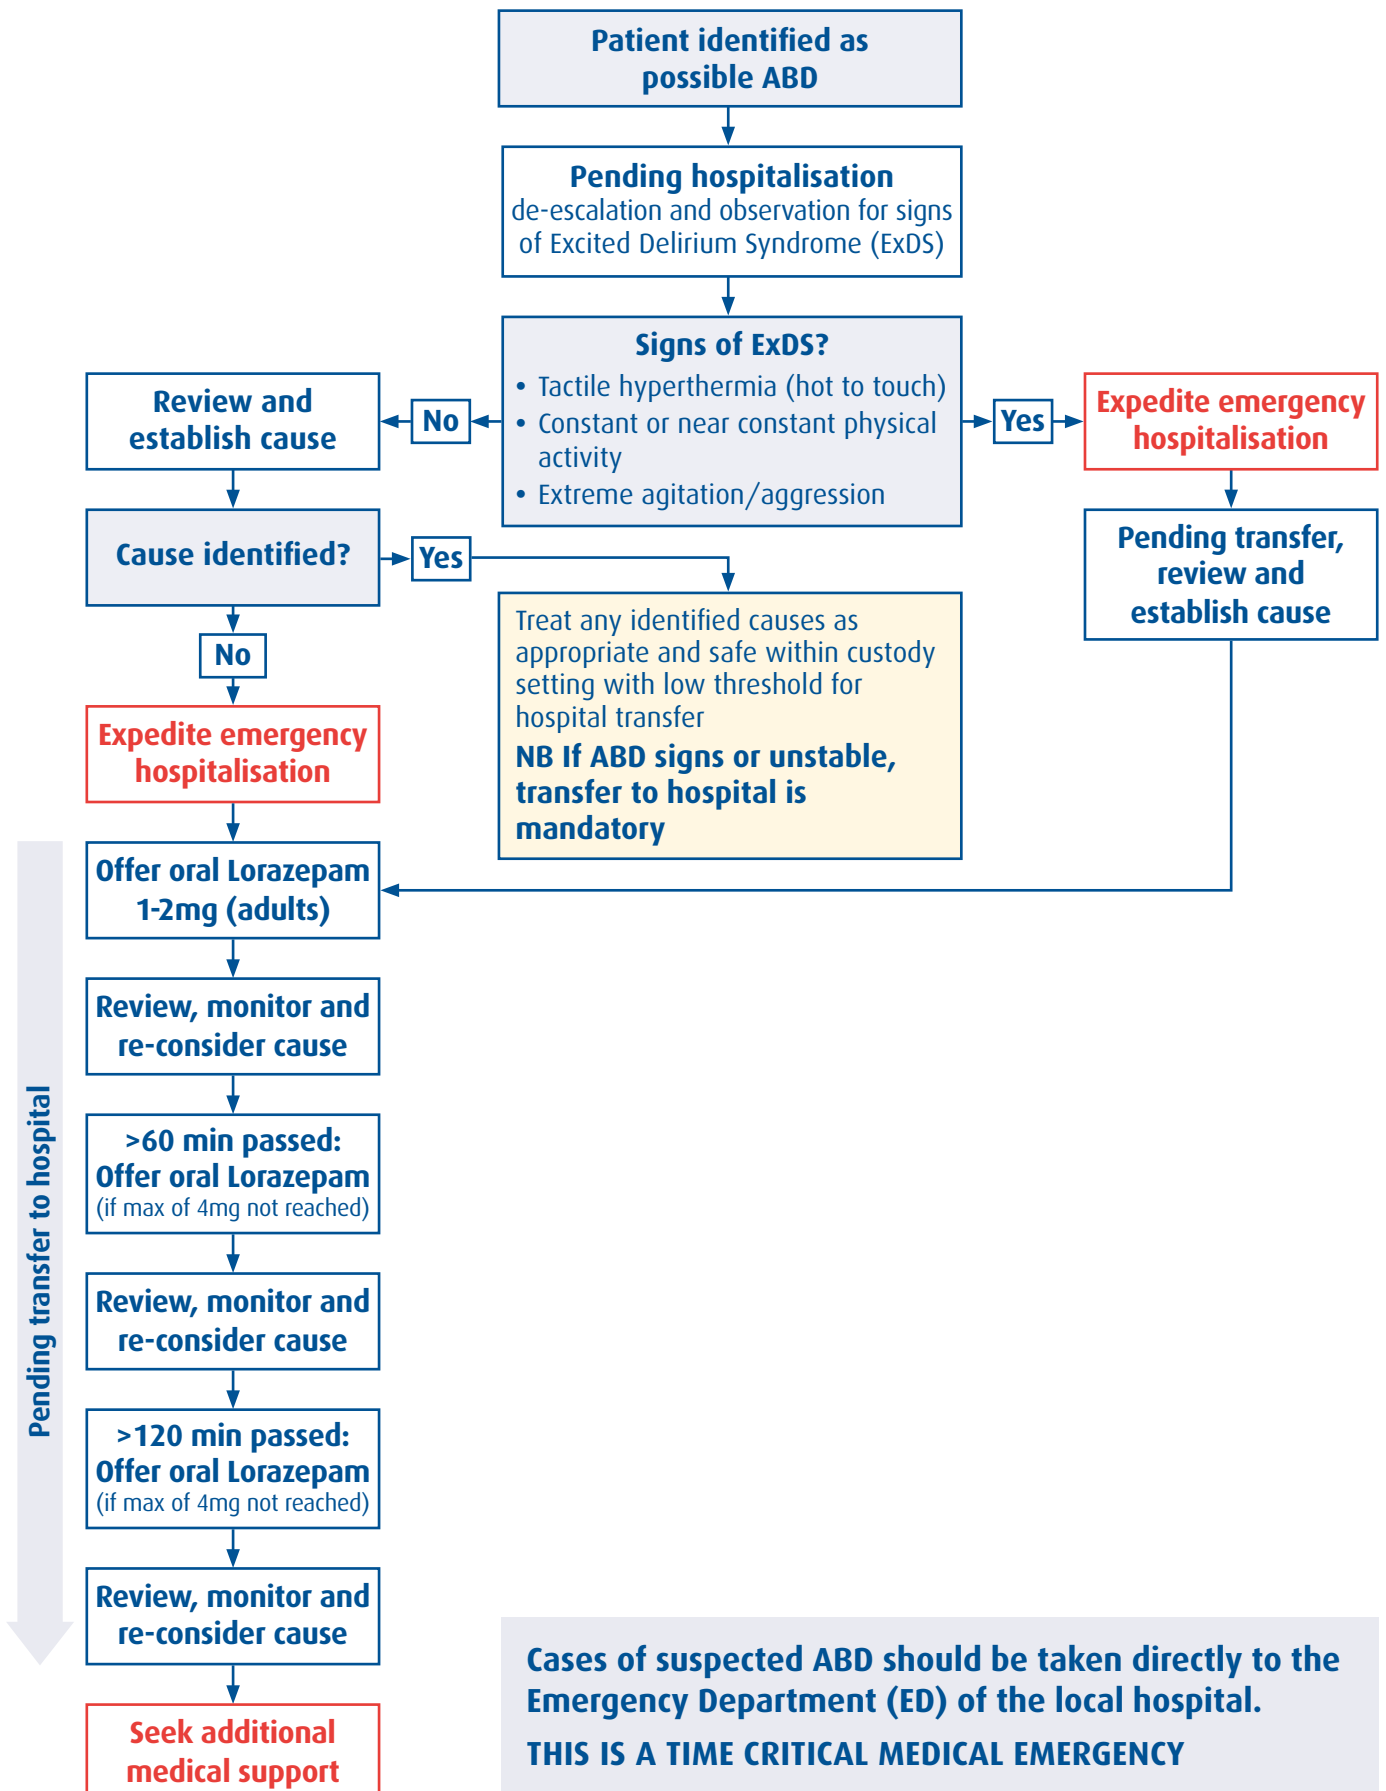 Patient identified as
possible ABD
Pending hospitalisation
de-escalation and observation for signs
of Excited Delirium Syndrome (ExDS)
Signs of ExDS?
• Tactile hyperthermia (hot to touch)
• Constant or near constant physical
activity
• Extreme agitation/aggression
No
Yes
Review and
establish cause
Expedite emergency
hospitalisation
Cause identified?
Yes
Pending transfer,
review and
establish cause
No
Treat any identified causes as
appropriate and safe within custody
setting with low threshold for
hospital transfer
NB If ABD signs or unstable,
transfer to hospital is
mandatory
Expedite emergency
hospitalisation
Pending transfer to hospital
Offer oral Lorazepam
1-2mg (adults)
Review, monitor and
re-consider cause
>60 min passed:
Offer oral Lorazepam
(if max of 4mg not reached)
Review, monitor and
re-consider cause
>120 min passed:
Offer oral Lorazepam
(if max of 4mg not reached)
Review, monitor and
re-consider cause
Seek additional
medical support
Cases of suspected ABD should be taken directly to the
Emergency Department (ED) of the local hospital.
THIS IS A TIME CRITICAL MEDICAL EMERGENCY